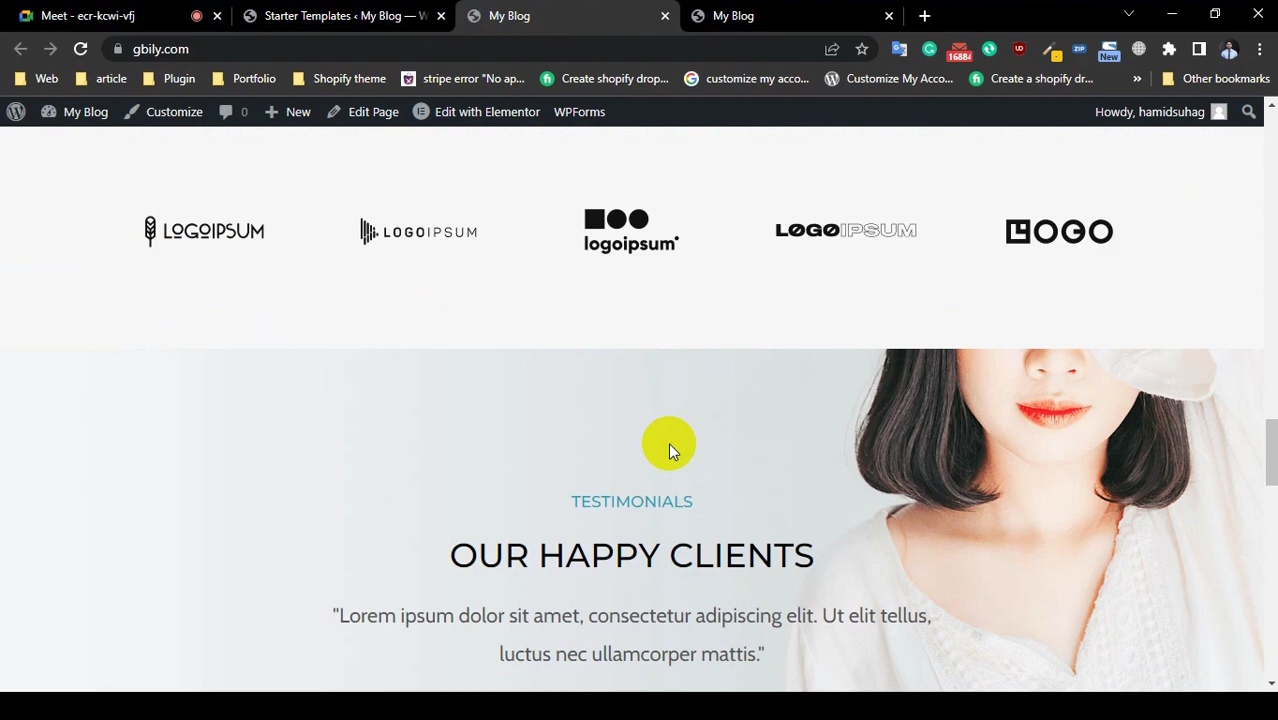 Meet - ecr-kcwi-vfj
Starter Templates ‹ My Blog — W
My Blog
My Blog
gbily.com
16884
ZIP
New
Web
article
Plugin
Portfolio
Shopify theme
stripe error "No ap...
Create shopify drop...
customize my acco...
Customize My Acco...
Create a shopify dr...
»
Other bookmarks
My Blog
Customize
0
New
Edit Page
Edit with Elementor
WPForms
Howdy, hamidsuhag
LOGOIPSUM
LOGOIPSUM
logoipsum
LOGOIPSUM
LOGO
TESTIMONIALS
OUR HAPPY CLIENTS
"Lorem ipsum dolor sit amet, consectetur adipiscing elit. Ut elit tellus,
luctus nec ullamcorper mattis."